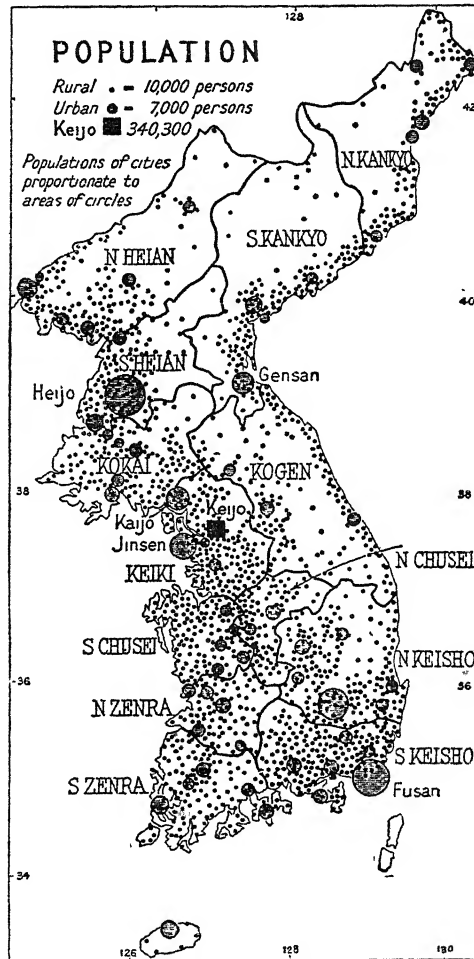 128
POPULATION
Rural • = 10,000 persons
Urban = 7,000 persons
Keijo ■ 340,300
Populations of cities
proportionate to
areas of circles
42
N. KANKYO
S. KANKYO
N HEIAN
40
S. HEIAN
Heijo
Gensan
KOKAI
KOGEN
38
Kaijo
Keijo
Jinsen
N CHUSEI
KEIKI
S CHUSEI
N KEISHO
36
N ZENRA
S KEISHO
S ZENRA
Fusan
34
126
128
130